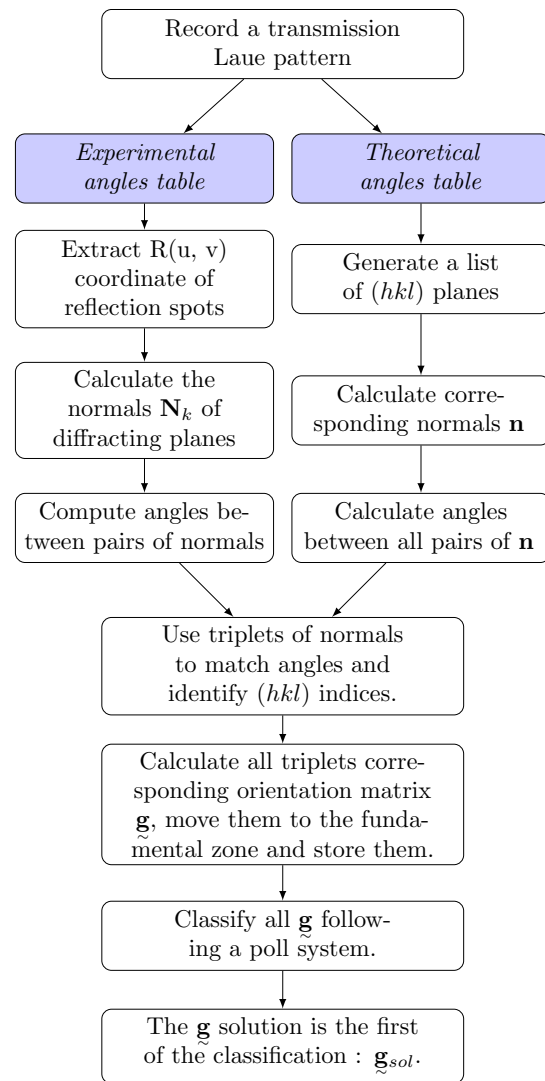 Record a transmission
Laue pattern
Experimental
angles table
Theoretical
angles table
Extract R(u, v)
coordinate of
reflection spots
Generate a list
of (hkl) planes
Calculate the
normals N_k of
diffracting planes
Calculate corre-
sponding normals n
Compute angles be-
tween pairs of normals
Calculate angles
between all pairs of n
Use triplets of normals
to match angles and
identify (hkl) indices.
Calculate all triplets corre-
sponding orientation matrix
g̰, move them to the funda-
mental zone and store them.
Classify all g̰ follow-
ing a poll system.
The g̰ solution is the first
of the classification : g̰_sol.